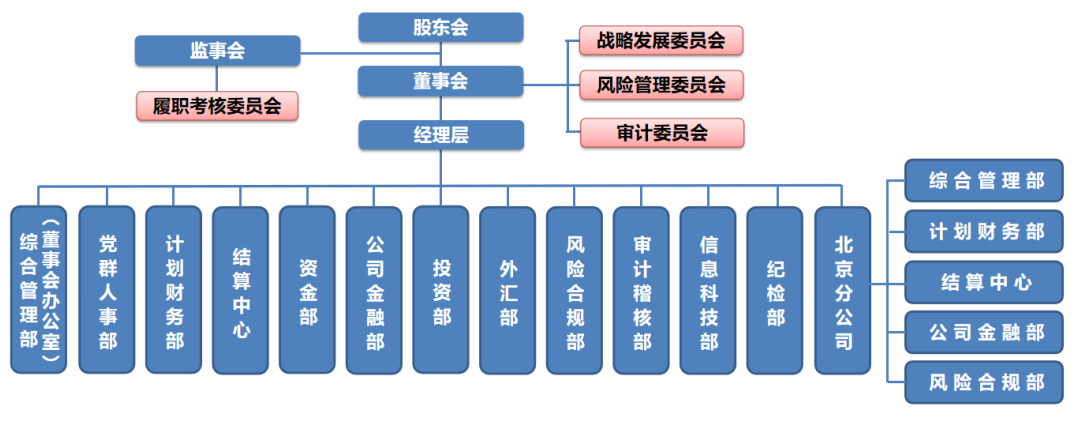 股东会
监事会
战略发展委员会
董事会
风险管理委员会
履职考核委员会
经理层
审计委员会
综合管理部
（董事会办公室）
党群人事部
计划财务部
结算中心
资金部
公司金融部
投资部
外汇部
风险合规部
审计稽核部
信息科技部
纪检部
北京分公司
综合管理部
计划财务部
结算中心
公司金融部
风险合规部